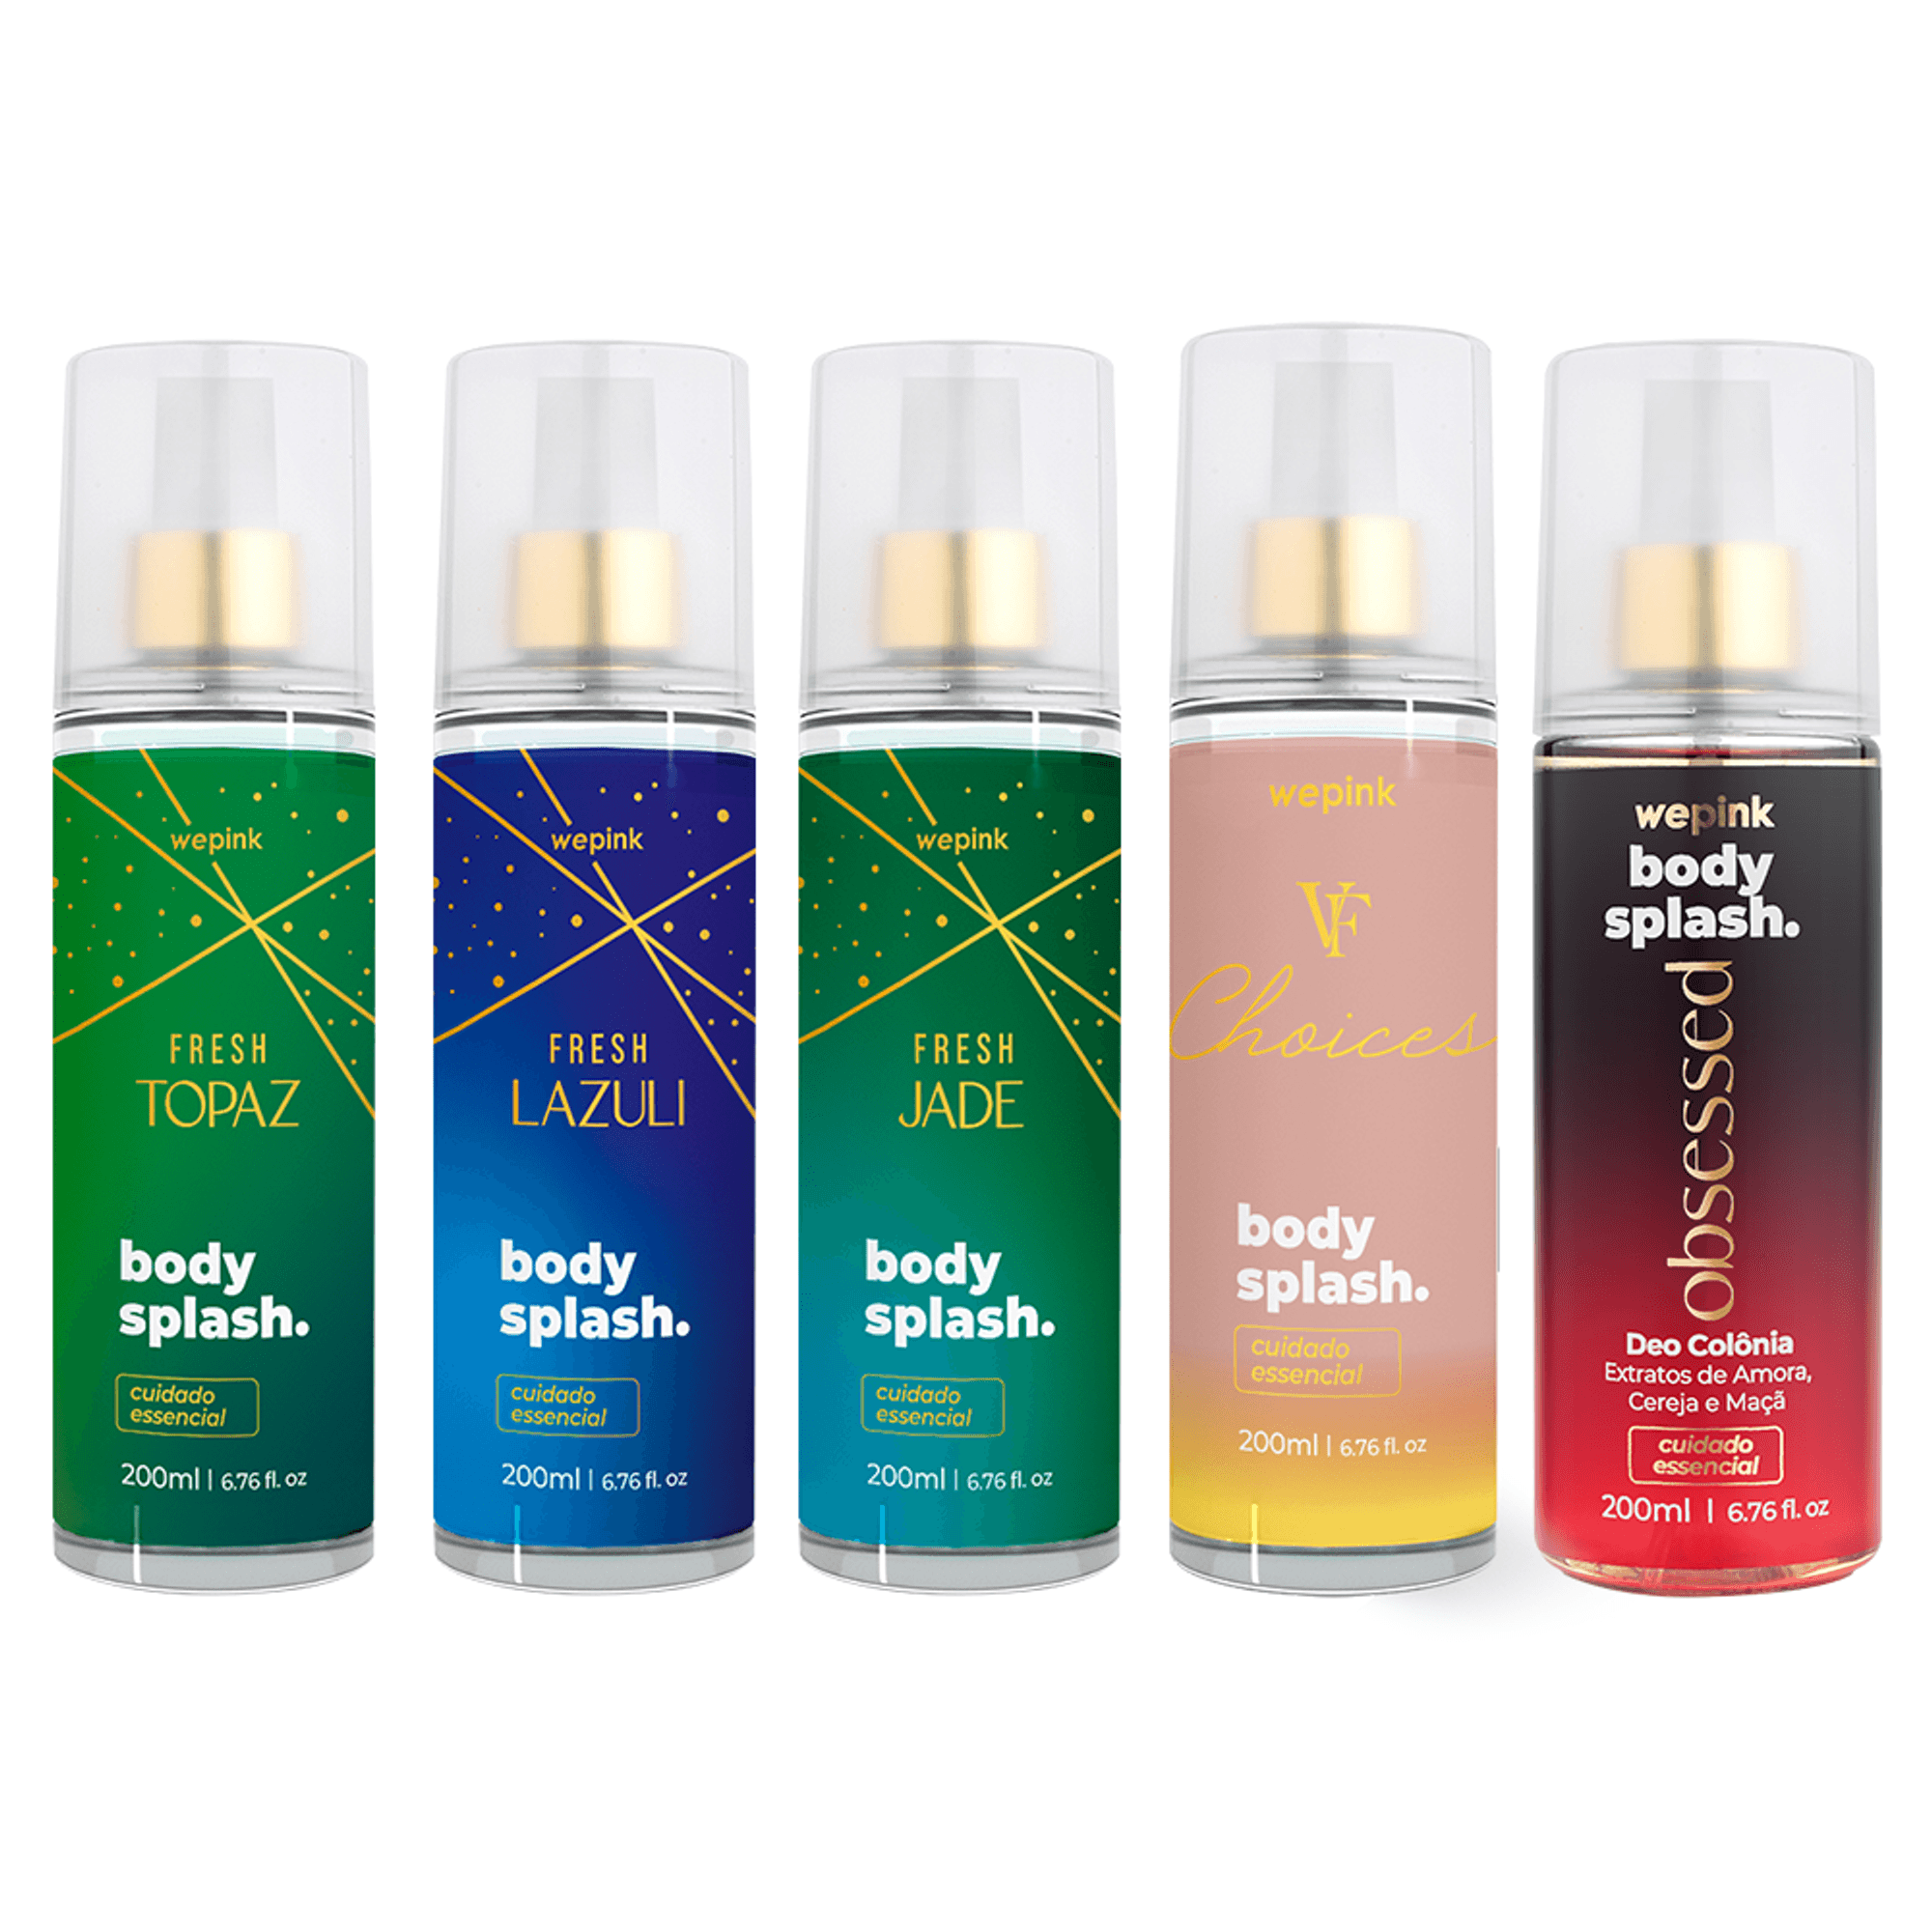 wepink
FRESH
TOPAZ
body
splash.
cuidado
essencial
200ml | 6.76 fl. oz
wepink
FRESH
LAZULI
body
splash.
cuidado
essencial
200ml | 6.76 fl. oz
wepink
FRESH
JADE
body
splash.
cuidado
essencial
200ml | 6.76 fl. oz
wepink
VF
Choices
body
splash.
cuidado
essencial
200ml | 6.76 fl. oz
wepink
body
splash.
obsessed
Deo Colônia
Extratos de Amora,
Cereja e Maçã
cuidado
essencial
200ml | 6.76 fl. oz